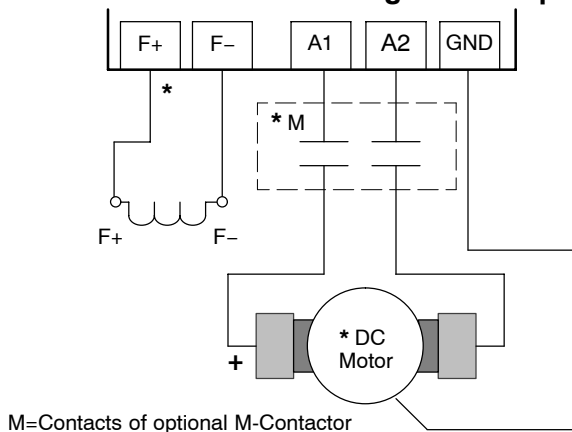 F+ F− A1 A2 GND
*
* M
F+ F−
* DC
Motor
+
M=Contacts of optional M-Contactor